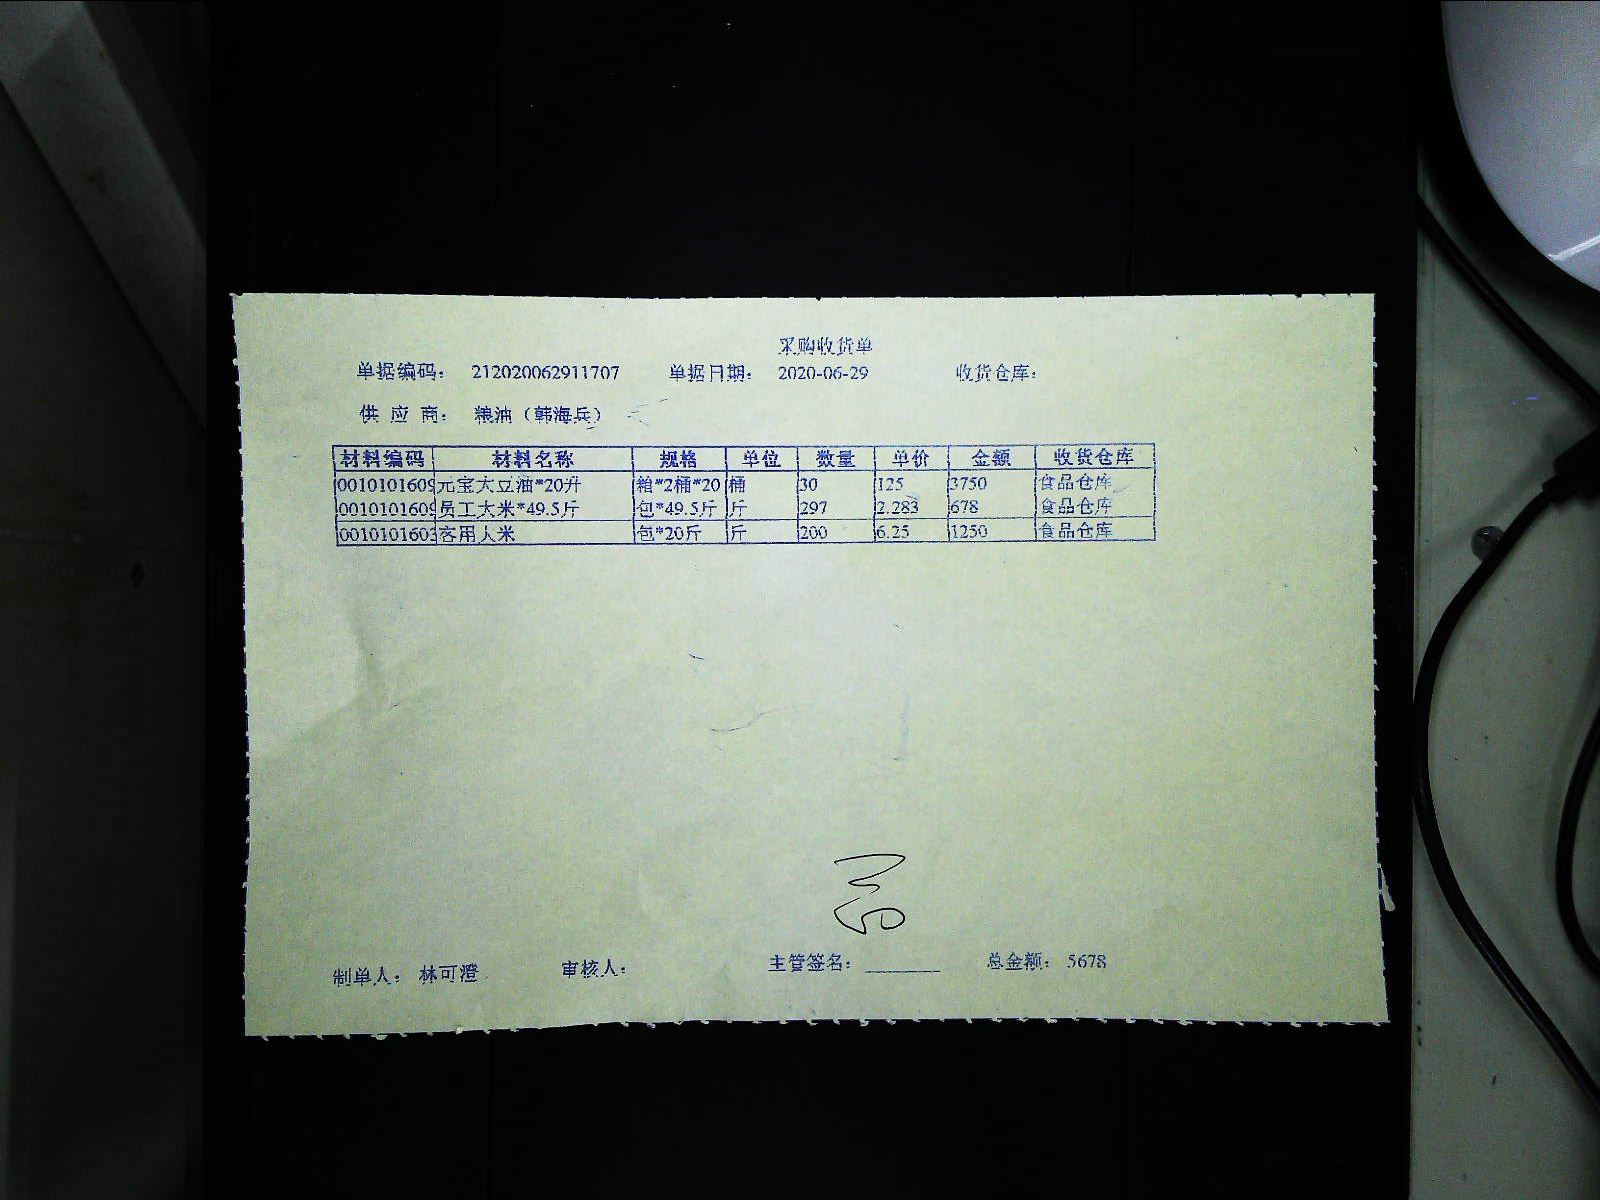 采购收货单
单据编码： 212020062911707 单据日期： 2020-06-29 收货仓库：
供 应 商： 粮油（韩海兵）
材料编码 材料名称 规格 单位 数量 单价 金额 收货仓库
0010101609 元宝大豆油*20升 箱*2桶*20 桶 30 125 3750 食品仓库
0010101609 员工大米*49.5斤 包*49.5斤 斤 297 2.283 678 食品仓库
0010101603 客用大米 包*20斤 斤 200 6.25 1250 食品仓库
制单人： 林可澄 审核人： 主管签名： 总金额： 5678